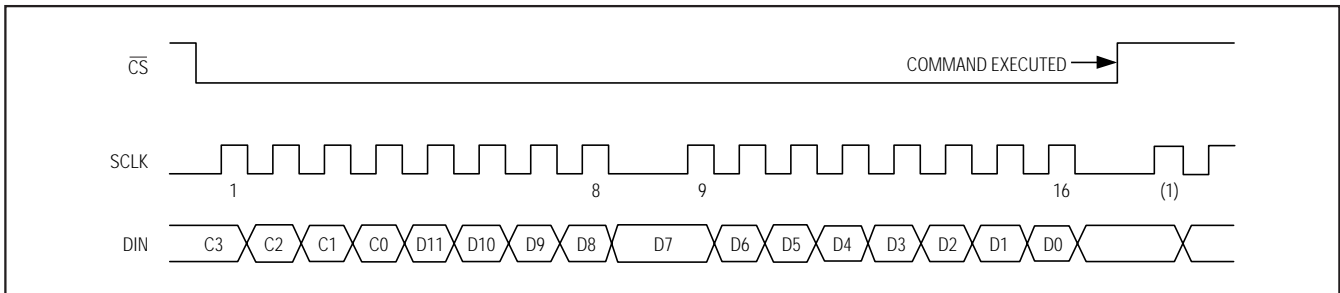 CS
COMMAND EXECUTED
SCLK
1 8 9 16 (1)
DIN C3 C2 C1 C0 D11 D10 D9 D8 D7 D6 D5 D4 D3 D2 D1 D0